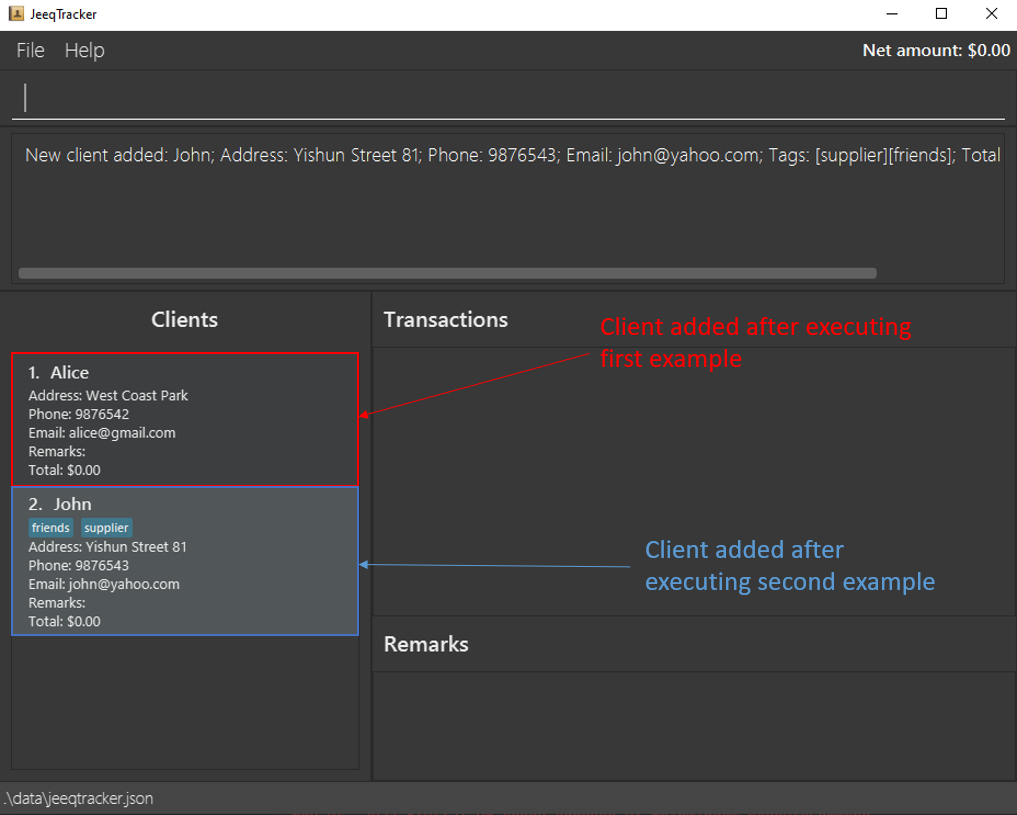 JeeqTracker
File Help Net amount: $0.00
New client added: John; Address: Yishun Street 81; Phone: 9876543; Email: john@yahoo.com; Tags: [supplier][friends]; Total
Clients
Transactions
Client added after executing
first example
1. Alice
Address: West Coast Park
Phone: 9876542
Email: alice@gmail.com
Remarks:
Total: $0.00
2. John
friends supplier
Address: Yishun Street 81
Phone: 9876543
Email: john@yahoo.com
Remarks:
Total: $0.00
Client added after
executing second example
Remarks
.\data\jeeqtracker.json